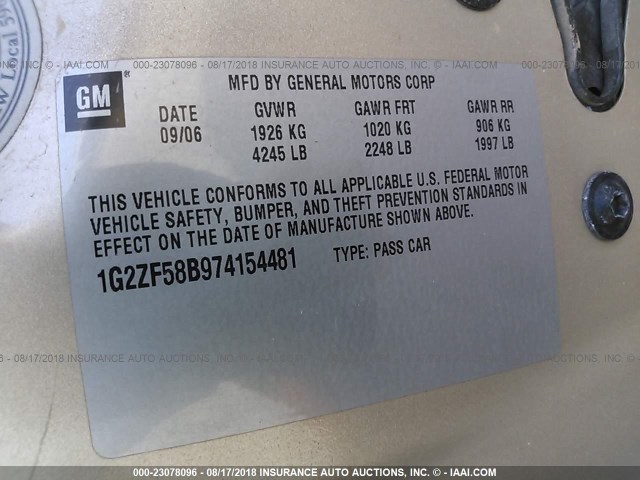 000-23078096 - 08/17/2018 INSURANCE AUTO AUCTIONS, INC. - © IAAI.COM
GM ®
MFD BY GENERAL MOTORS CORP
DATE GVWR GAWR FRT GAWR RR
09/06 1926 KG 1020 KG 906 KG
4245 LB 2248 LB 1997 LB
THIS VEHICLE CONFORMS TO ALL APPLICABLE U.S. FEDERAL MOTOR
VEHICLE SAFETY, BUMPER, AND THEFT PREVENTION STANDARDS IN
EFFECT ON THE DATE OF MANUFACTURE SHOWN ABOVE.
1G2ZF58B974154481 TYPE: PASS CAR
000-23078096 - 08/17/2018 INSURANCE AUTO AUCTIONS, INC. - © IAAI.COM